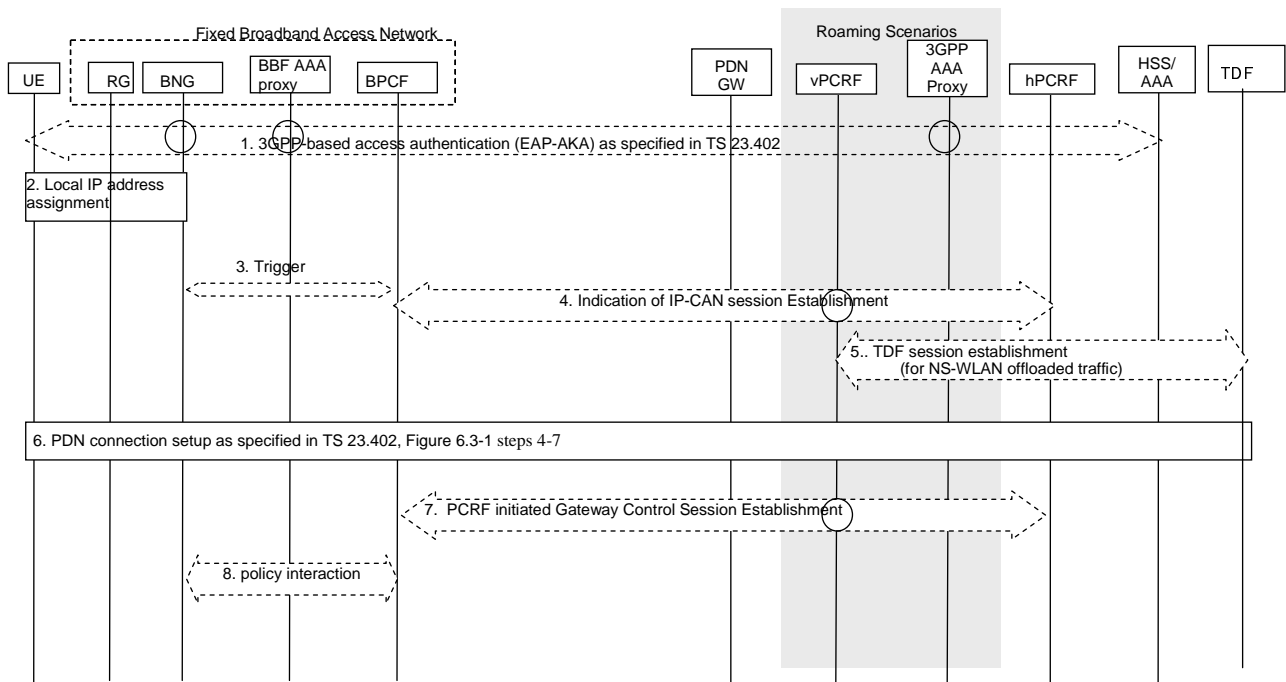 Fixed Broadband Access Network
Roaming Scenarios
UE
RG
BNG
BBF AAA
proxy
BPCF
PDN
GW
vPCRF
3GPP
AAA
Proxy
hPCRF
HSS/
AAA
TDF
1. 3GPP-based access authentication (EAP-AKA) as specified in TS 23.402
2. Local IP address
assignment
3. Trigger
4. Indication of IP-CAN session Establishment
5.. TDF session establishment
(for NS-WLAN offloaded traffic)
6. PDN connection setup as specified in TS 23.402, Figure 6.3-1 steps 4-7
7. PCRF initiated Gateway Control Session Establishment
8. policy interaction